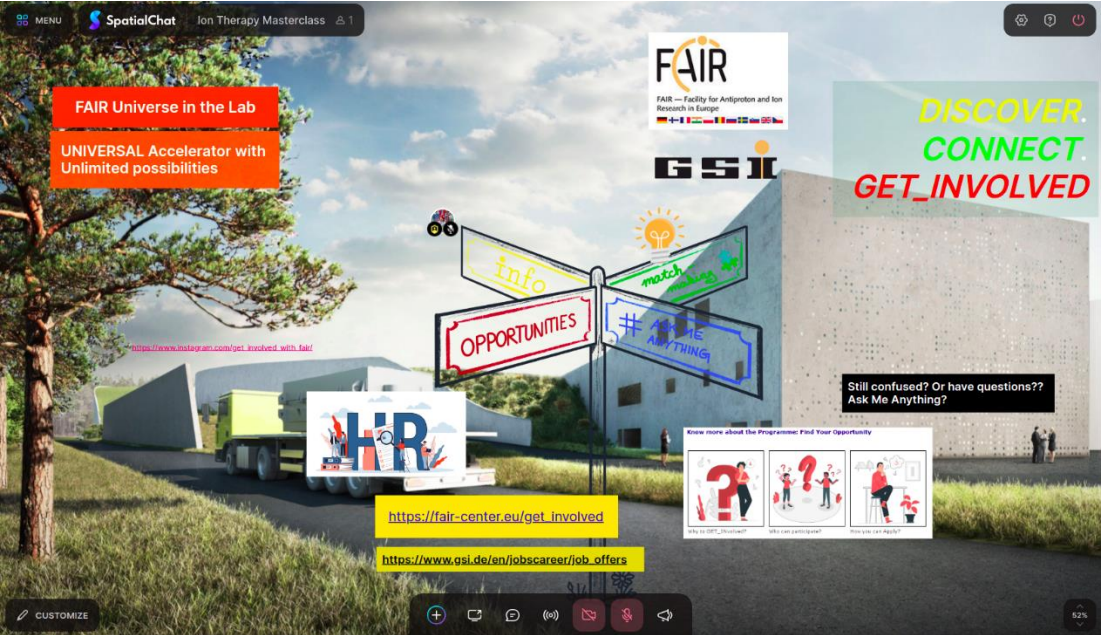 MENU
SpatialChat
Ion Therapy Masterclass
1
FAIR Universe in the Lab
UNIVERSAL Accelerator with
Unlimited possibilities
FAIR
FAIR — Facility for Antiproton and Ion
Research in Europe
GSI
DISCOVER.
CONNECT.
GET_INVOLVED
info
match
making
OPPORTUNITIES
# ASK ME
ANYTHING
https://www.instagram.com/get_involved_with_fair/
HR
Still confused? Or have questions??
Ask Me Anything?
Know more about the Programme: Find Your Opportunity
Why is GET_INvolved?
Who can participate?
How you can Apply?
https://fair-center.eu/get_involved
https://www.gsi.de/en/jobscareer/job_offers
CUSTOMIZE
52%